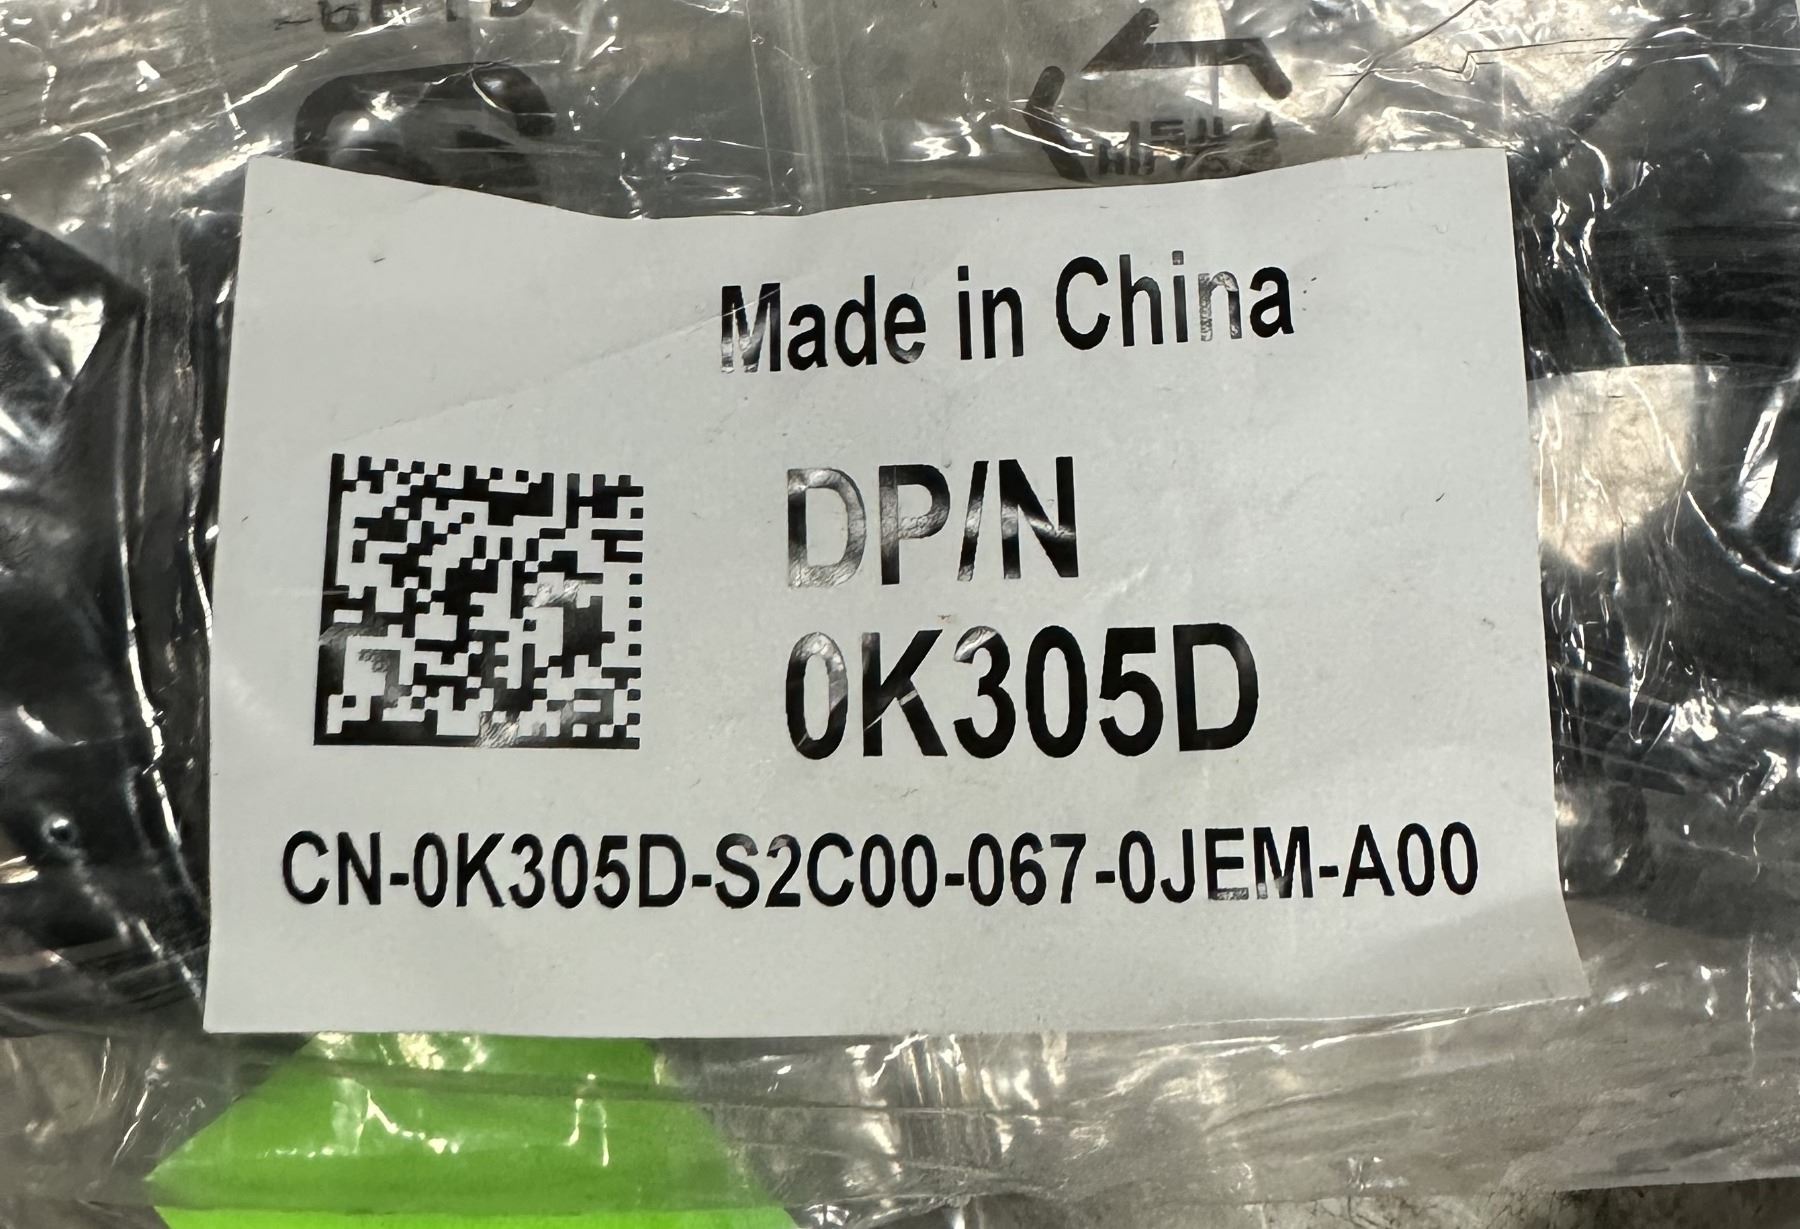 Made in China
DP/N
0K305D
CN-0K305D-S2C00-067-0JEM-A00